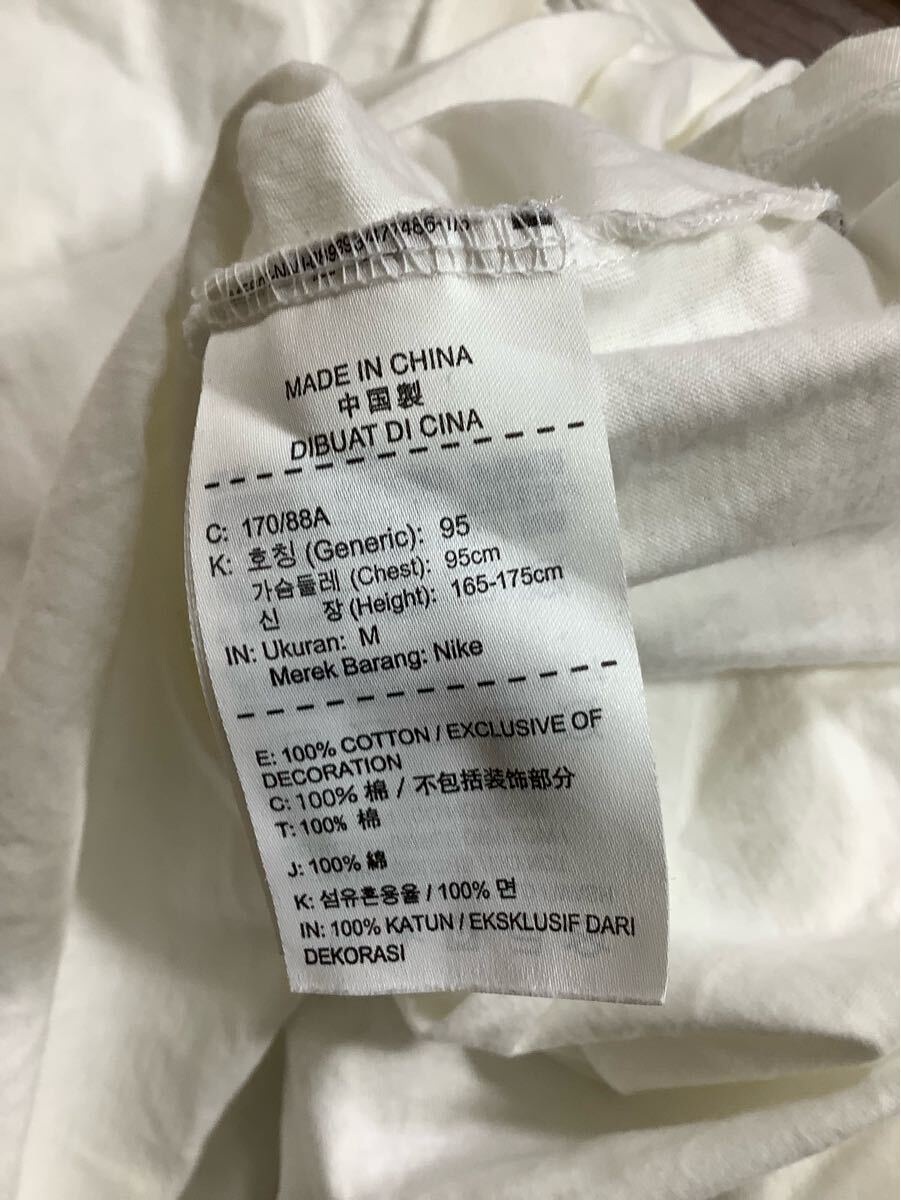 MADE IN CHINA
中国製
DIBUAT DI CINA
C: 170/88A
K: 호칭 (Generic): 95
가슴둘레 (Chest): 95cm
신 장 (Height): 165-175cm
IN: Ukuran: M
Merek Barang: Nike
E: 100% COTTON / EXCLUSIVE OF
DECORATION
C: 100% 棉 / 不包括装饰部分
T: 100% 棉
J: 100% 綿
K: 섬유혼용율 / 100% 면
IN: 100% KATUN / EKSKLUSIF DARI
DEKORASI